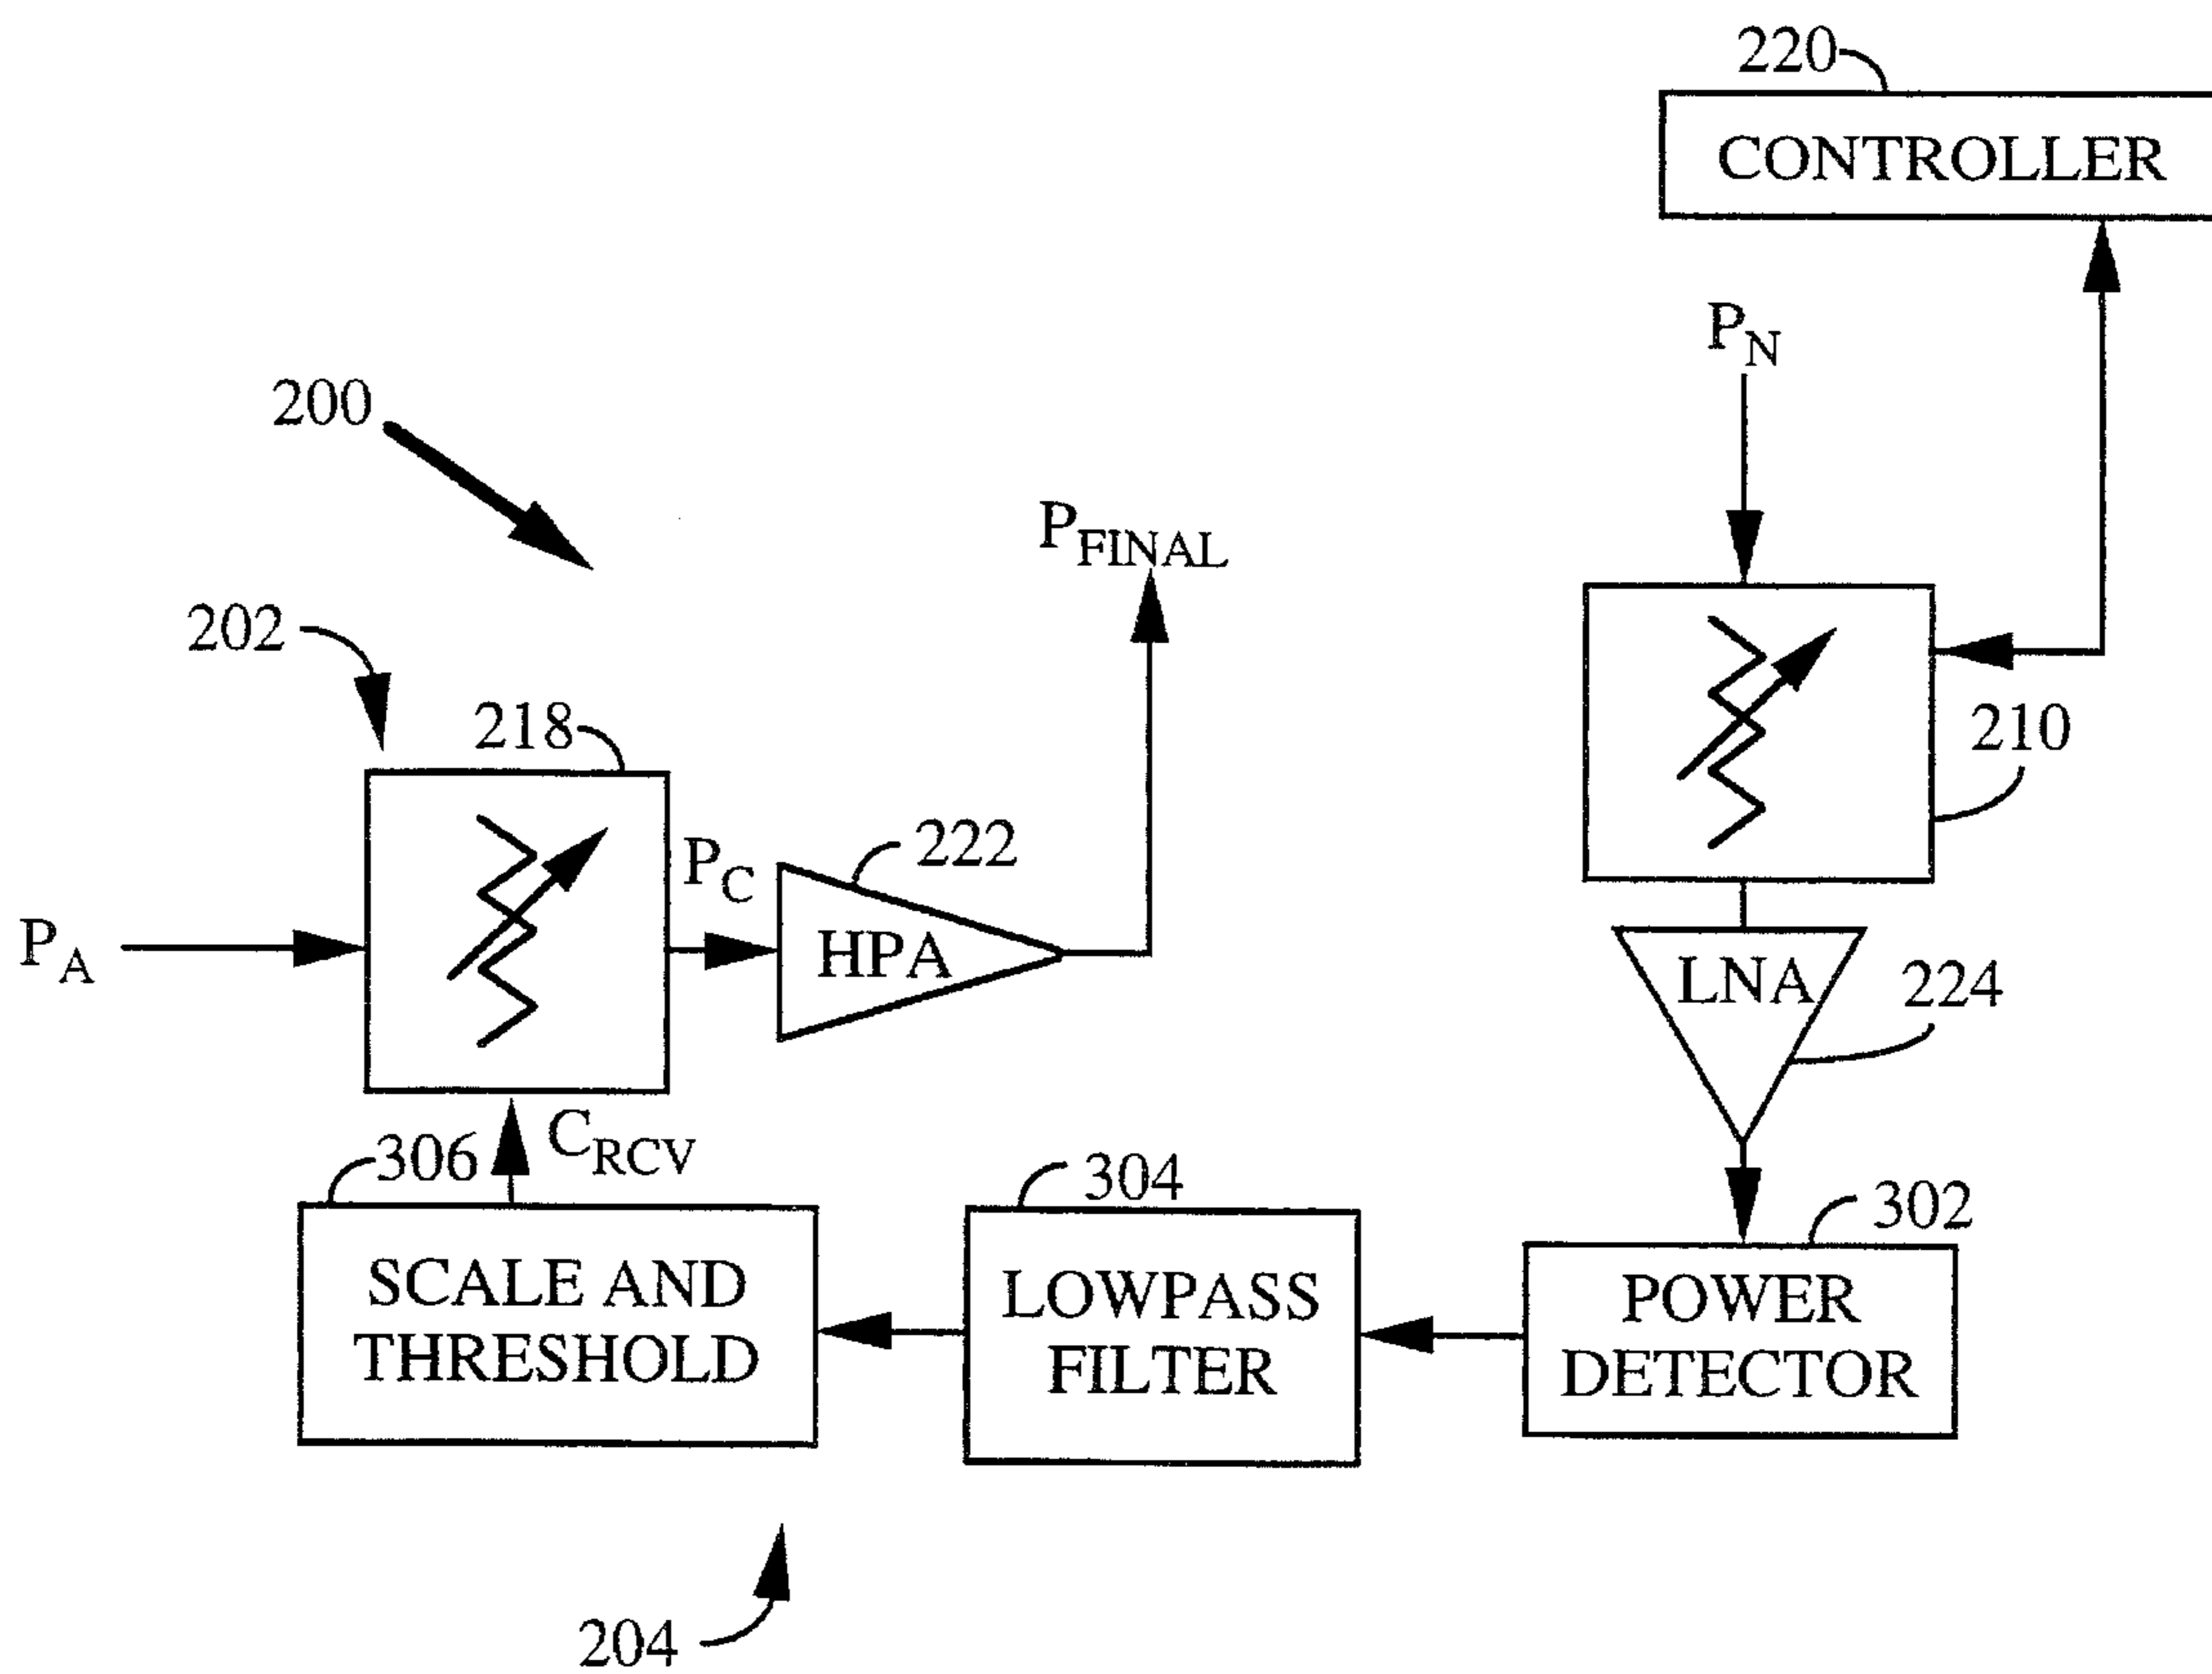 220
CONTROLLER
P_N
200
P_FINAL
202
218
210
P_C
222
P_A
HPA
LNA
224
306
C_RCV
304
302
SCALE AND
THRESHOLD
LOWPASS
FILTER
POWER
DETECTOR
204